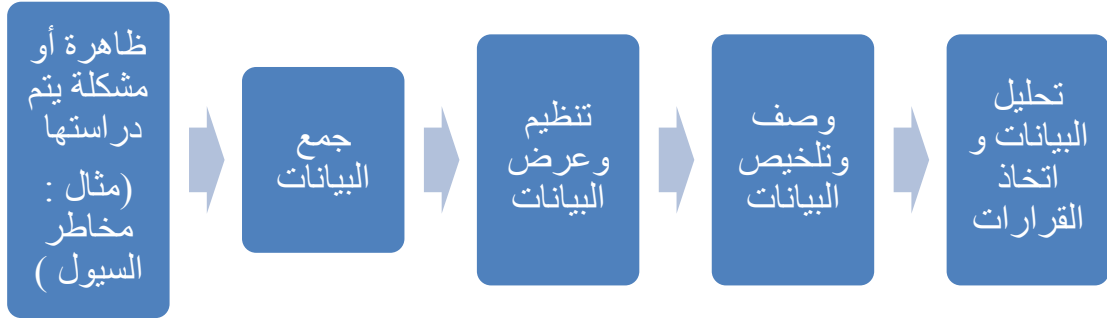 ظاهرة أو
مشكلة يتم
دراستها
(مثال :
مخاطر
السيول )
جمع
البيانات
تنظيم
وعرض
البيانات
وصف
وتلخيص
البيانات
تحليل
البيانات و
اتخاذ
القرارات